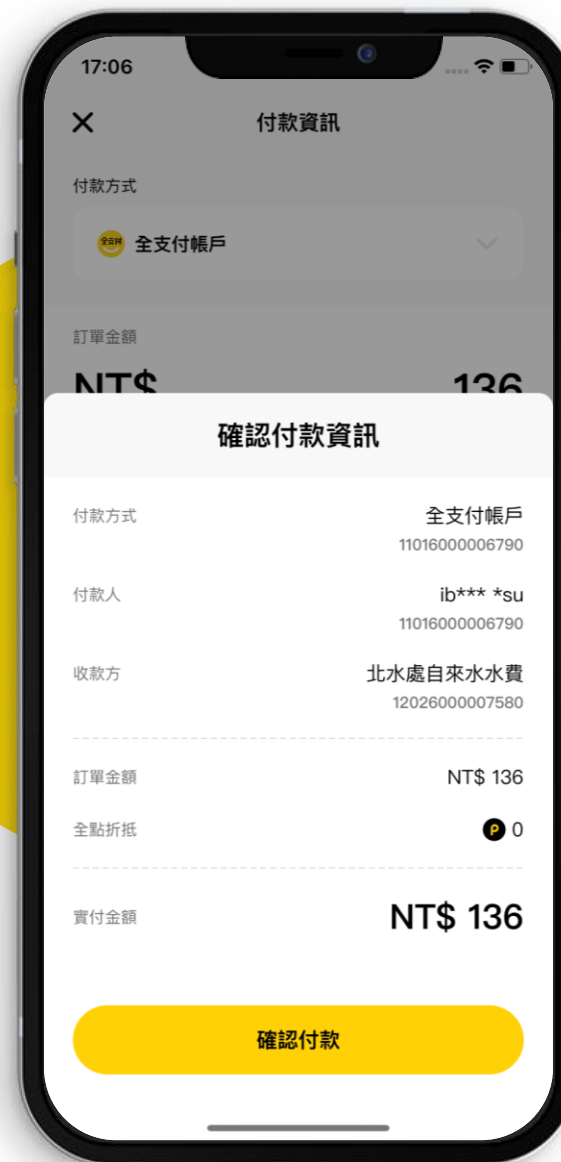 17:06
付款資訊
付款方式
全支付
全支付帳戶
訂單金額
NT$ 136
確認付款資訊
付款方式 全支付帳戶
11016000006790
付款人 ib*** *su
11016000006790
收款方 北水處自來水水費
12026000007580
訂單金額 NT$ 136
全點折抵 P 0
實付金額 NT$ 136
確認付款